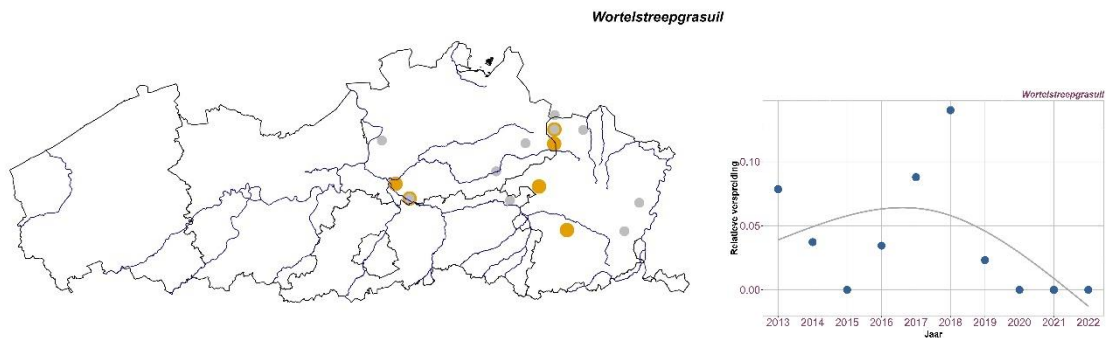 Wortelstreepgrasuil
Wortelstreepgrasuil
Relatieve verspreiding
0.10
0.05
0.00
2013 2014 2015 2016 2017 2018 2019 2020 2021 2022
Jaar